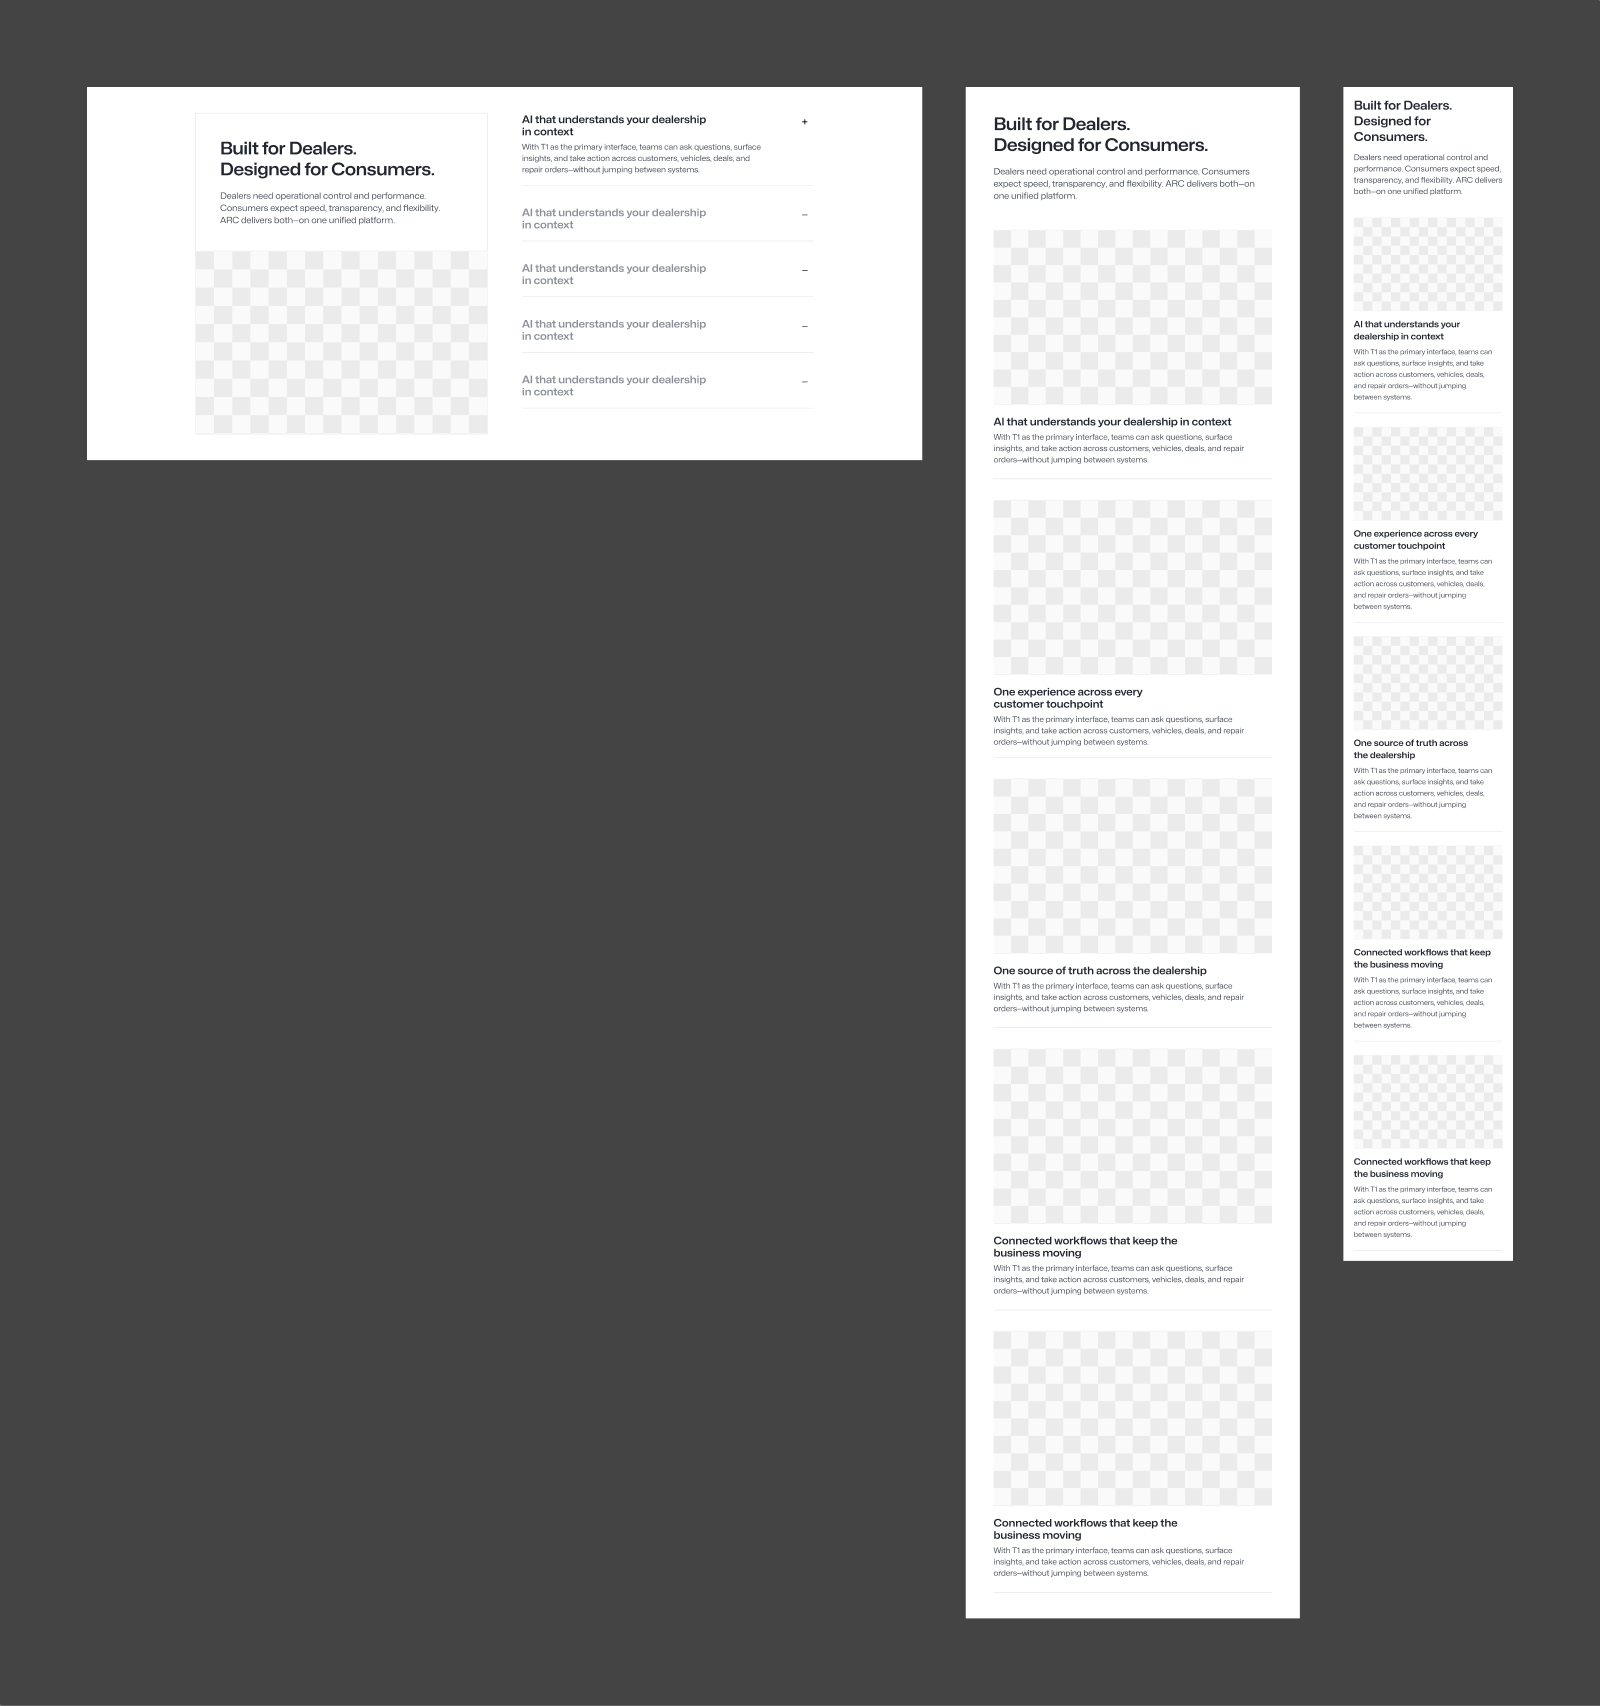 Built for Dealers.
Designed for Consumers.
Dealers need operational control and performance.
Consumers expect speed, transparency, and flexibility.
ARC delivers both—on one unified platform.
AI that understands your dealership
in context
+
With T1 as the primary interface, teams can ask questions, surface
insights, and take action across customers, vehicles, deals, and
repair orders—without jumping between systems.
AI that understands your dealership
in context
–
AI that understands your dealership
in context
–
AI that understands your dealership
in context
–
AI that understands your dealership
in context
–
Built for Dealers.
Designed for Consumers.
Dealers need operational control and performance. Consumers
expect speed, transparency, and flexibility. ARC delivers both—on
one unified platform.
AI that understands your dealership in context
With T1 as the primary interface, teams can ask questions, surface
insights, and take action across customers, vehicles, deals, and repair
orders—without jumping between systems.
One experience across every
customer touchpoint
With T1 as the primary interface, teams can ask questions, surface
insights, and take action across customers, vehicles, deals, and repair
orders—without jumping between systems.
One source of truth across the dealership
With T1 as the primary interface, teams can ask questions, surface
insights, and take action across customers, vehicles, deals, and repair
orders—without jumping between systems.
Connected workflows that keep the
business moving
With T1 as the primary interface, teams can ask questions, surface
insights, and take action across customers, vehicles, deals, and repair
orders—without jumping between systems.
Connected workflows that keep the
business moving
With T1 as the primary interface, teams can ask questions, surface
insights, and take action across customers, vehicles, deals, and repair
orders—without jumping between systems.
Built for Dealers.
Designed for
Consumers.
Dealers need operational control and
performance. Consumers expect speed,
transparency, and flexibility. ARC delivers
both—on one unified platform.
AI that understands your
dealership in context
With T1 as the primary interface, teams can
ask questions, surface insights, and take
action across customers, vehicles, deals,
and repair orders—without jumping
between systems.
One experience across every
customer touchpoint
With T1 as the primary interface, teams can
ask questions, surface insights, and take
action across customers, vehicles, deals,
and repair orders—without jumping
between systems.
One source of truth across
the dealership
With T1 as the primary interface, teams can
ask questions, surface insights, and take
action across customers, vehicles, deals,
and repair orders—without jumping
between systems.
Connected workflows that keep
the business moving
With T1 as the primary interface, teams can
ask questions, surface insights, and take
action across customers, vehicles, deals,
and repair orders—without jumping
between systems.
Connected workflows that keep
the business moving
With T1 as the primary interface, teams can
ask questions, surface insights, and take
action across customers, vehicles, deals,
and repair orders—without jumping
between systems.